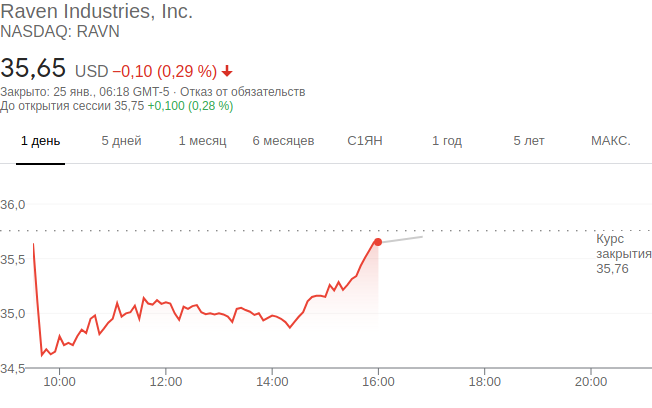 Raven Industries, Inc.
NASDAQ: RAVN
35,65 USD −0,10 (0,29 %)
Закрыто: 25 янв., 06:18 GMT-5 · Отказ от обязательств
До открытия сессии 35,75 +0,100 (0,28 %)
1 день 5 дней 1 месяц 6 месяцев С1ЯН 1 год 5 лет МАКС.
36,0
Курс
закрытия
35,76
35,5
35,0
34,5
10:00 12:00 14:00 16:00 18:00 20:00